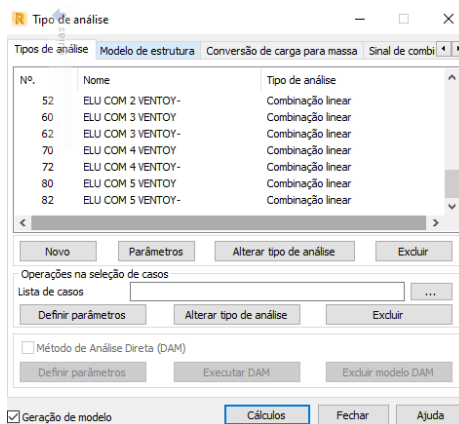 R Tipo de análise
Tipos de análise Modelo de estrutura Conversão de carga para massa Sinal de combi
Nº. Nome Tipo de análise
52 ELU COM 2 VENTOY- Combinação linear
60 ELU COM 3 VENTOY Combinação linear
62 ELU COM 3 VENTOY- Combinação linear
70 ELU COM 4 VENTOY Combinação linear
72 ELU COM 4 VENTOY- Combinação linear
80 ELU COM 5 VENTOY Combinação linear
82 ELU COM 5 VENTOY- Combinação linear
Novo Parâmetros Alterar tipo de análise Excluir
Operações na seleção de casos
Lista de casos ...
Definir parâmetros Alterar tipo de análise Excluir
Método de Análise Direta (DAM)
Definir parâmetros Executar DAM Excluir modelo DAM
Geração de modelo Cálculos Fechar Ajuda